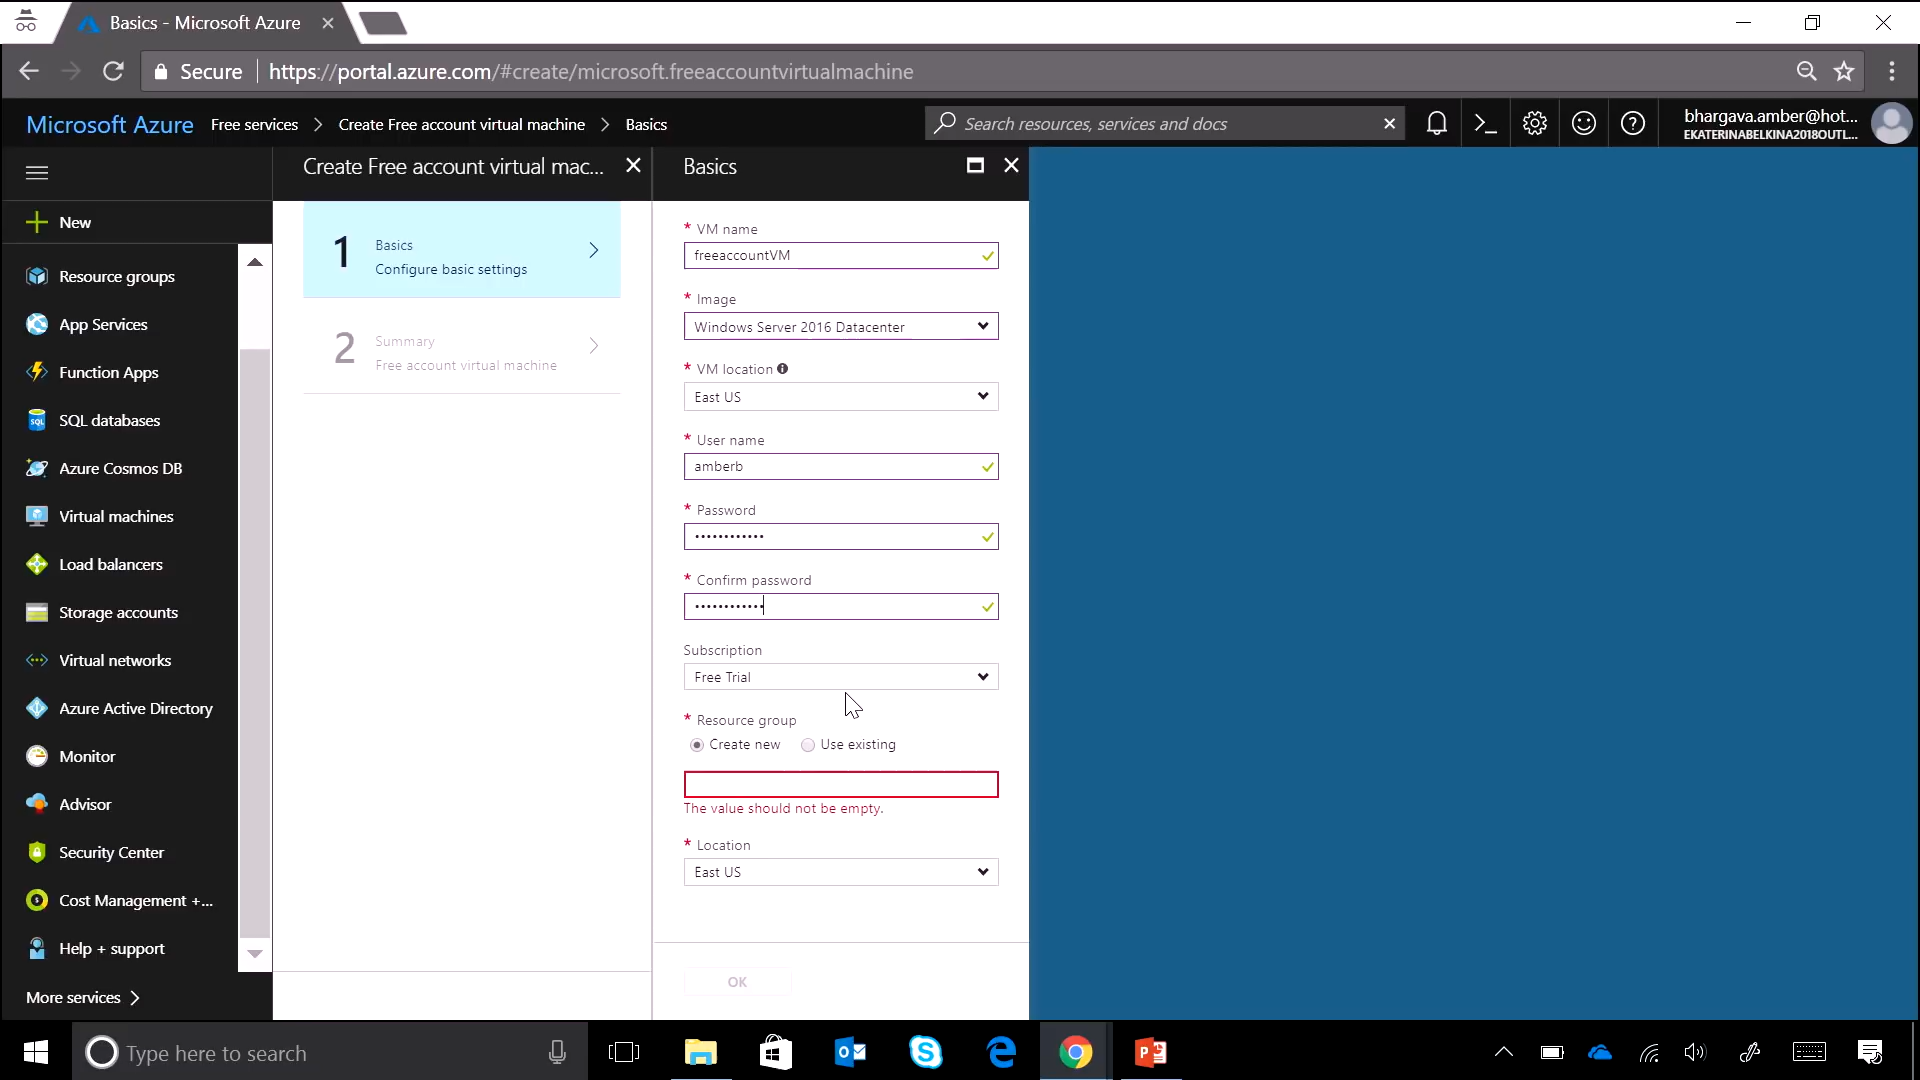 Basics - Microsoft Azure
Secure
https://portal.azure.com/#create/microsoft.freeaccountvirtualmachine
Microsoft Azure
Free services > Create Free account virtual machine > Basics
Search resources, services and docs
bhargava.amber@hot...
EKATERINABELKINA2018OUTL...
New
Resource groups
App Services
Function Apps
SQL databases
Azure Cosmos DB
Virtual machines
Load balancers
Storage accounts
Virtual networks
Azure Active Directory
Monitor
Advisor
Security Center
Cost Management +...
Help + support
More services
Create Free account virtual mac...
1
Basics
Configure basic settings
2
Summary
Free account virtual machine
Basics
* VM name
freeaccountVM
* Image
Windows Server 2016 Datacenter
* VM location
East US
* User name
amberb
* Password
••••••••••••
* Confirm password
••••••••••••
Subscription
Free Trial
* Resource group
Create new
Use existing
The value should not be empty.
* Location
East US
OK
Type here to search